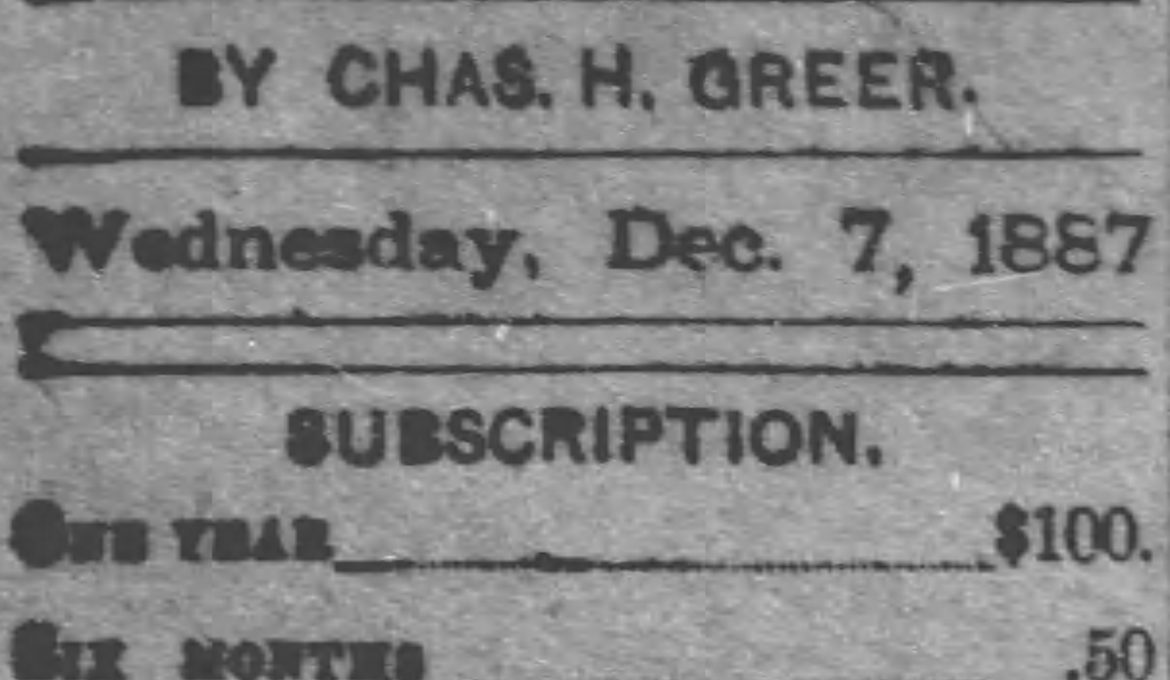 BY CHAS. H. GREER.
Wednesday, Dec. 7, 1887
SUBSCRIPTION.
ONE YEAR $100.
SIX MONTHS .50